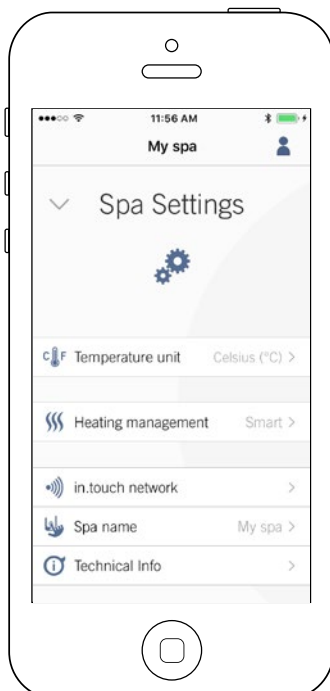 11:56 AM
My spa
Spa Settings
C F Temperature unit Celsius (°C) >
Heating management Smart >
in.touch network >
Spa name My spa >
i Technical Info >